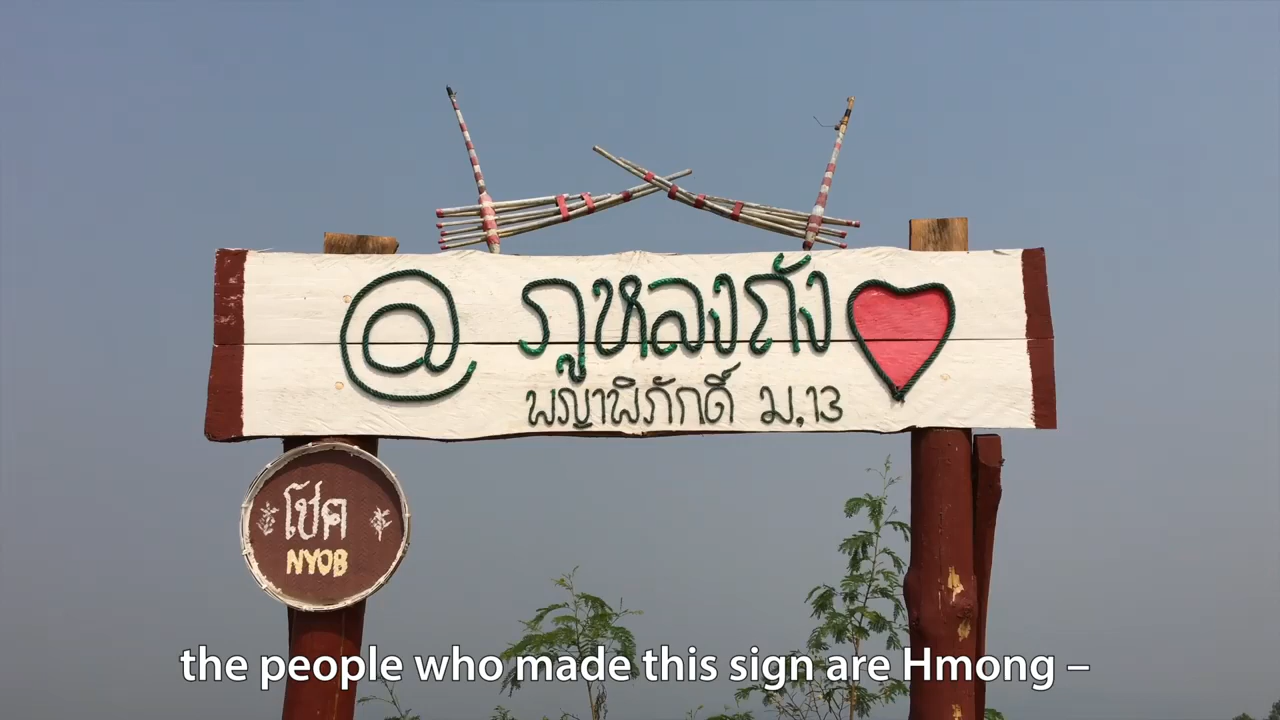 @ ภูหลงถัง
พญาพิภักดิ์ ม.13
โชค
NYOB
the people who made this sign are Hmong –